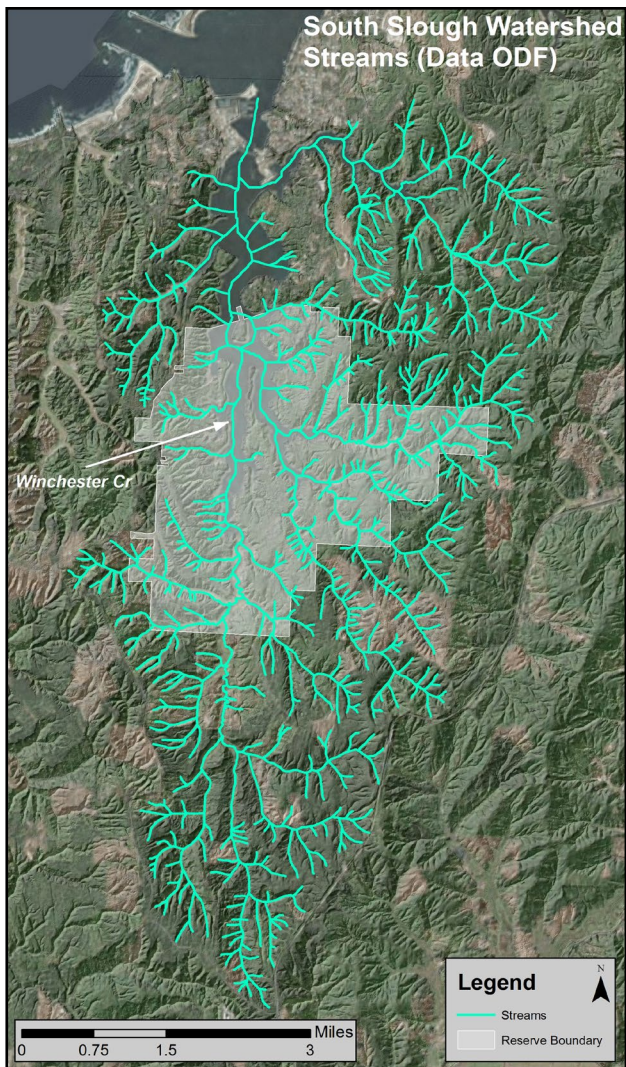 South Slough Watershed
Streams (Data ODF)
Winchester Cr
Legend
N
Streams
Reserve Boundary
Miles
0 0.75 1.5 3